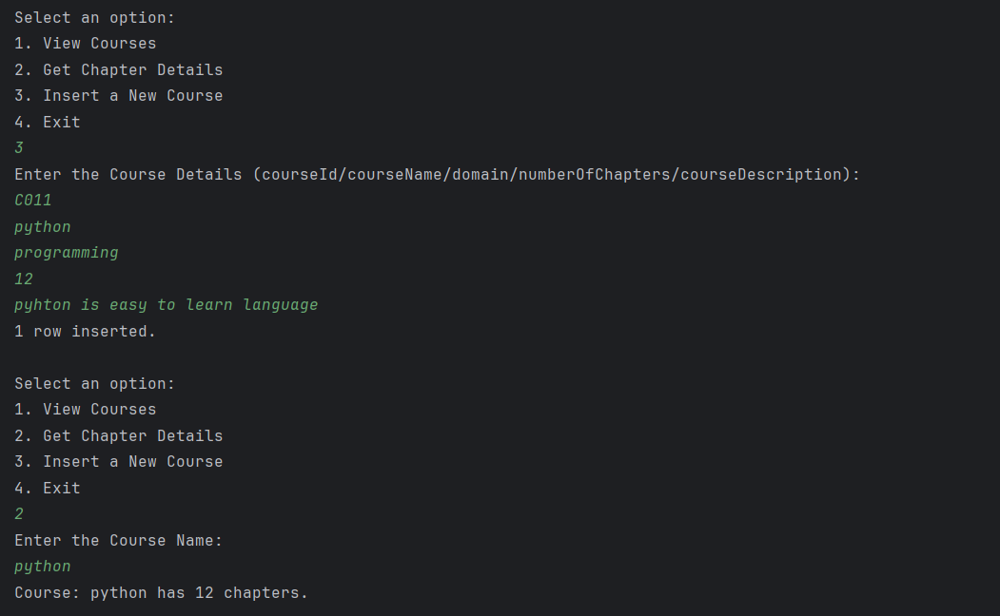 Select an option:
1. View Courses
2. Get Chapter Details
3. Insert a New Course
4. Exit
3
Enter the Course Details (courseId/courseName/domain/numberOfChapters/courseDescription):
C011
python
programming
12
pyhton is easy to learn language
1 row inserted.

Select an option:
1. View Courses
2. Get Chapter Details
3. Insert a New Course
4. Exit
2
Enter the Course Name:
python
Course: python has 12 chapters.